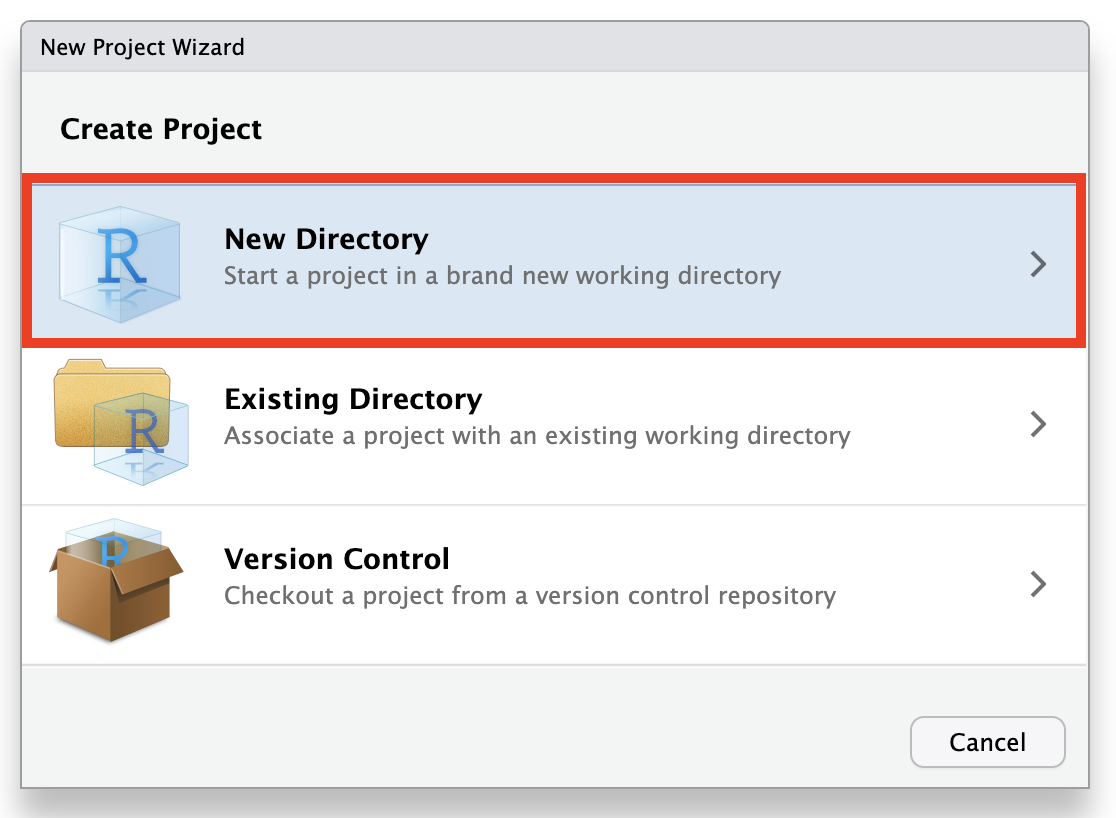 New Project Wizard
Create Project
R
New Directory
Start a project in a brand new working directory
R
Existing Directory
Associate a project with an existing working directory
R
Version Control
Checkout a project from a version control repository
Cancel